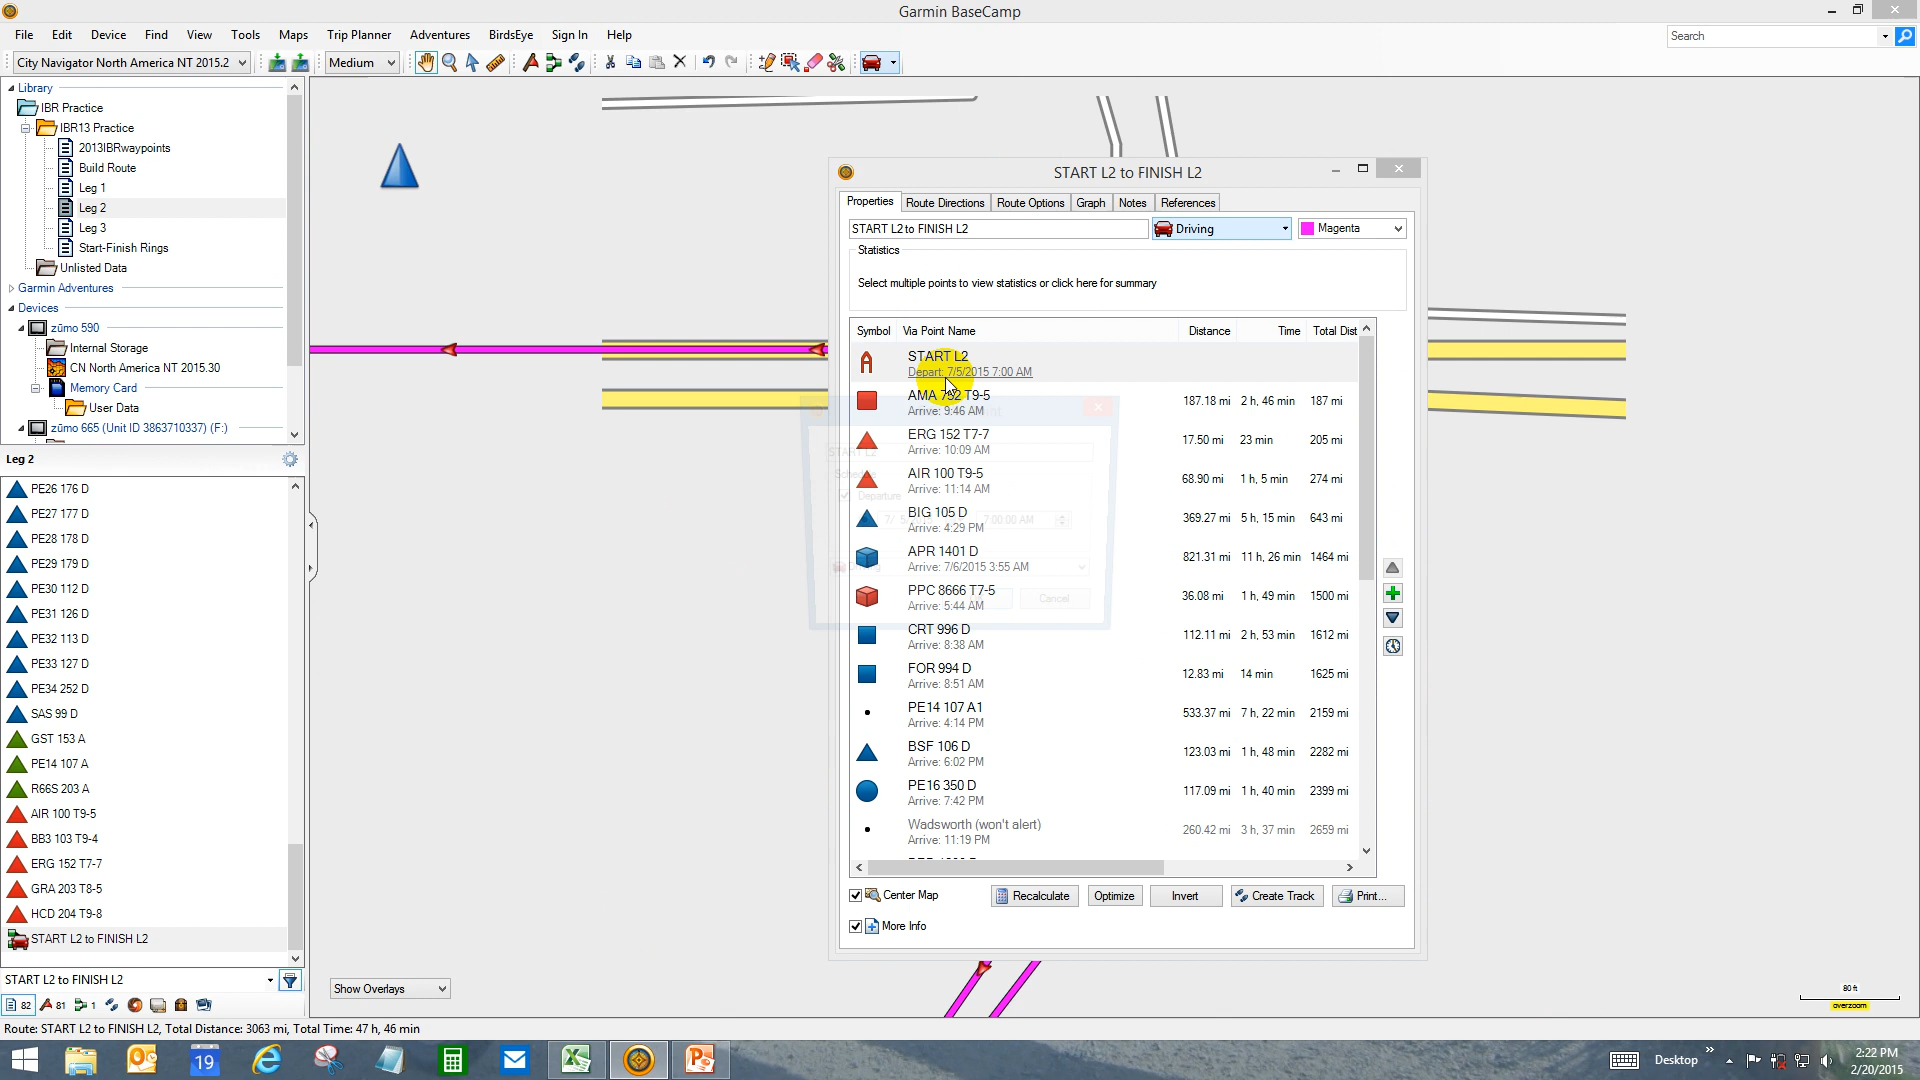 Garmin BaseCamp
File Edit Device Find View Tools Maps Trip Planner Adventures BirdsEye Sign In Help
Search
City Navigator North America NT 2015.2
Medium
Library
IBR Practice
IBR13 Practice
2013IBRwaypoints
Build Route
Leg 1
Leg 2
Leg 3
Start-Finish Rings
Unlisted Data
Garmin Adventures
Devices
zūmo 590
Internal Storage
CN North America NT 2015.30
Memory Card
User Data
zūmo 665 (Unit ID 3863710337) (F:)
Leg 2
PE26 176 D
PE27 177 D
PE28 178 D
PE29 179 D
PE30 112 D
PE31 126 D
PE32 113 D
PE33 127 D
PE34 252 D
SAS 99 D
GST 153 A
PE14 107 A
R66S 203 A
AIR 100 T9-5
BB3 103 T9-4
ERG 152 T7-7
GRA 203 T8-5
HCD 204 T9-8
START L2 to FINISH L2
START L2 to FINISH L2
82 81 1
Route: START L2 to FINISH L2, Total Distance: 3063 mi, Total Time: 47 h, 46 min
Show Overlays
80 ft
overzoom
START L2 to FINISH L2
Properties Route Directions Route Options Graph Notes References
START L2 to FINISH L2 Driving Magenta
Statistics
Select multiple points to view statistics or click here for summary
Symbol Via Point Name Distance Time Total Dist
START L2
Depart: 7/5/2015 7:00 AM
AMA 792 T9-5 187.18 mi 2 h, 46 min 187 mi
Arrive: 9:46 AM
ERG 152 T7-7 17.50 mi 23 min 205 mi
Arrive: 10:09 AM
AIR 100 T9-5 68.90 mi 1 h, 5 min 274 mi
Arrive: 11:14 AM
BIG 105 D 369.27 mi 5 h, 15 min 643 mi
Arrive: 4:29 PM
APR 1401 D 821.31 mi 11 h, 26 min 1464 mi
Arrive: 7/6/2015 3:55 AM
PPC 8666 T7-5 36.08 mi 1 h, 49 min 1500 mi
Arrive: 5:44 AM
CRT 996 D 112.11 mi 2 h, 53 min 1612 mi
Arrive: 8:38 AM
FOR 994 D 12.83 mi 14 min 1625 mi
Arrive: 8:51 AM
PE14 107 A1 533.37 mi 7 h, 22 min 2159 mi
Arrive: 4:14 PM
BSF 106 D 123.03 mi 1 h, 48 min 2282 mi
Arrive: 6:02 PM
PE16 350 D 117.09 mi 1 h, 40 min 2399 mi
Arrive: 7:42 PM
Wadsworth (won't alert) 260.42 mi 3 h, 37 min 2659 mi
Arrive: 11:19 PM
START L2
Departure
7:00:00 AM
Cancel
Center Map Recalculate Optimize Invert Create Track Print...
More Info
19
Desktop
2:22 PM
2/20/2015